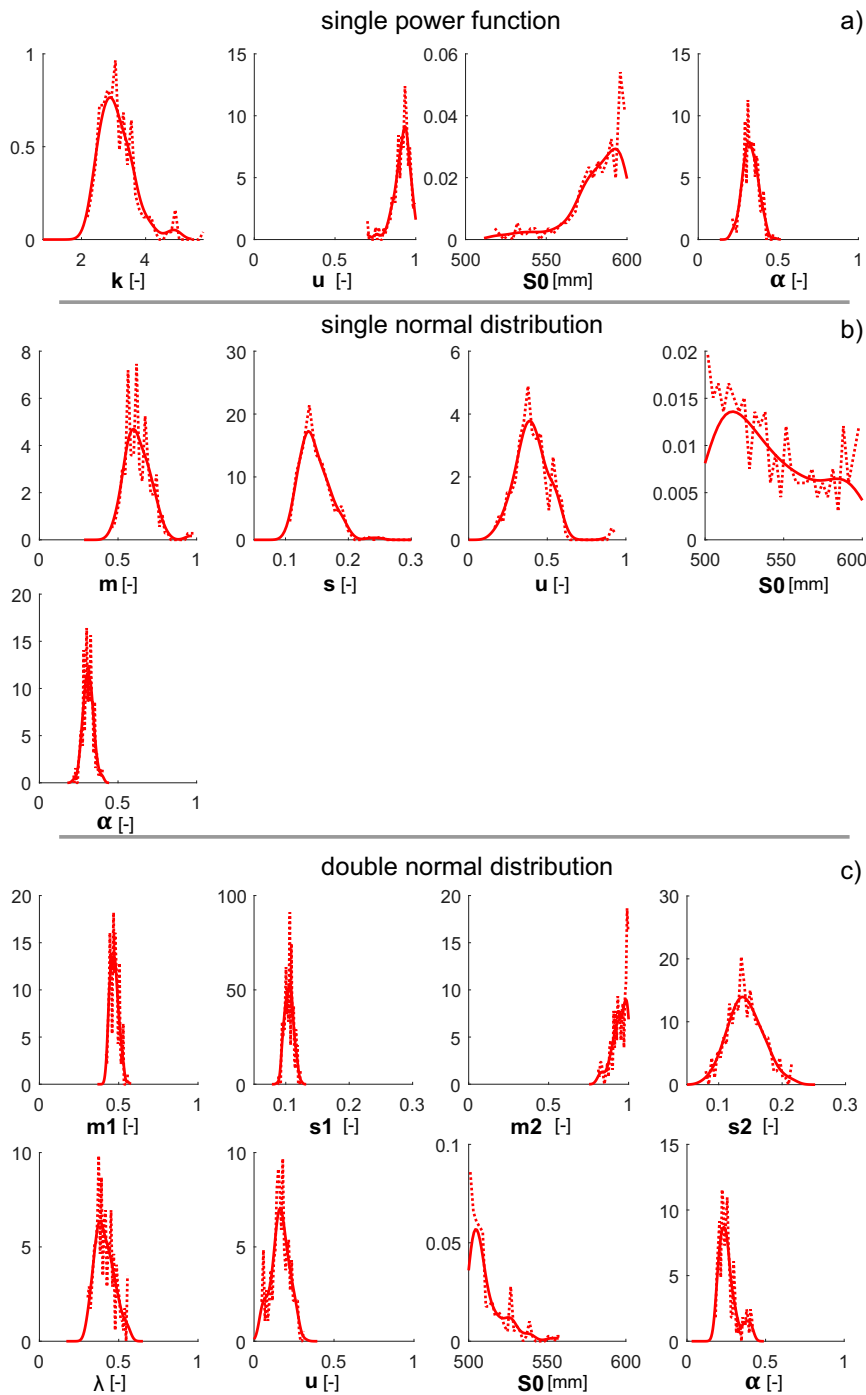 single power function a)
1 15 0.06 15
0.04 10
0.5 10
5 0.02 5
0 0 0 0
2 4 0 0.5 1 500 550 600 0 0.5 1
k [-] u [-] S0 [mm] α [-]
single normal distribution b)
8 30 6 0.02
6 20 4 0.015
4 0.01
2 10 2 0.005
0 0 0 0
0 0.5 1 0.1 0.2 0.3 0 0.5 1 500 550 600
m [-] s [-] u [-] S0 [mm]
20
15
10
5
0
0 0.5 1
α [-]
double normal distribution c)
20 100 20 30
15 15 20
10 50 10
5 5 10
0 0 0 0
0 0.5 1 0.1 0.2 0.3 0 0.5 1 0.1 0.2 0.3
m1 [-] s1 [-] m2 [-] s2 [-]
10 10 0.1 15
5 5 0.05 10
5
0 0 0 0
0 0.5 1 0 0.5 1 500 550 600 0 0.5 1
λ [-] u [-] S0 [mm] α [-]